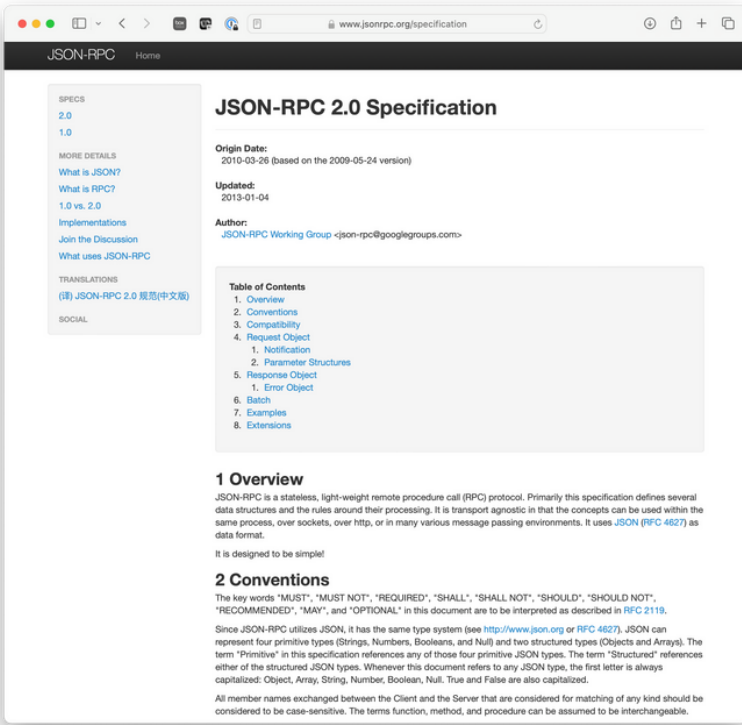 www.jsonrpc.org/specification
JSON-RPC Home
SPECS
2.0
1.0
MORE DETAILS
What is JSON?
What is RPC?
1.0 vs. 2.0
Implementations
Join the Discussion
What uses JSON-RPC
TRANSLATIONS
(译) JSON-RPC 2.0 规范(中文版)
SOCIAL
JSON-RPC 2.0 Specification
Origin Date:
2010-03-26 (based on the 2009-05-24 version)
Updated:
2013-01-04
Author:
JSON-RPC Working Group <json-rpc@googlegroups.com>
Table of Contents
1. Overview
2. Conventions
3. Compatibility
4. Request Object
1. Notification
2. Parameter Structures
5. Response Object
1. Error Object
6. Batch
7. Examples
8. Extensions
1 Overview
JSON-RPC is a stateless, light-weight remote procedure call (RPC) protocol. Primarily this specification defines several
data structures and the rules around their processing. It is transport agnostic in that the concepts can be used within the
same process, over sockets, over http, or in many various message passing environments. It uses JSON (RFC 4627) as
data format.
It is designed to be simple!
2 Conventions
The key words "MUST", "MUST NOT", "REQUIRED", "SHALL", "SHALL NOT", "SHOULD", "SHOULD NOT",
"RECOMMENDED", "MAY", and "OPTIONAL" in this document are to be interpreted as described in RFC 2119.
Since JSON-RPC utilizes JSON, it has the same type system (see http://www.json.org or RFC 4627). JSON can
represent four primitive types (Strings, Numbers, Booleans, and Null) and two structured types (Objects and Arrays). The
term "Primitive" in this specification references any of those four primitive JSON types. The term "Structured" references
either of the structured JSON types. Whenever this document refers to any JSON type, the first letter is always
capitalized: Object, Array, String, Number, Boolean, Null. True and False are also capitalized.
All member names exchanged between the Client and the Server that are considered for matching of any kind should be
considered to be case-sensitive. The terms function, method, and procedure can be assumed to be interchangeable.